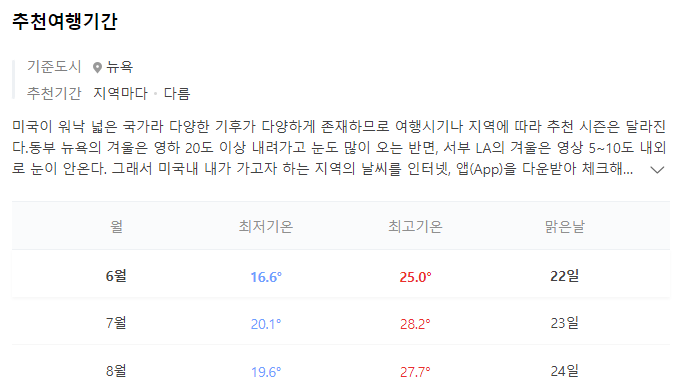 추천여행기간
기준도시 뉴욕
추천기간 지역마다 · 다름
미국이 워낙 넓은 국가라 다양한 기후가 다양하게 존재하므로 여행시기나 지역에 따라 추천 시즌은 달라진
다.동부 뉴욕의 겨울은 영하 20도 이상 내려가고 눈도 많이 오는 반면, 서부 LA의 겨울은 영상 5~10도 내외
로 눈이 안온다. 그래서 미국내 내가 가고자 하는 지역의 날씨를 인터넷, 앱(App)을 다운받아 체크해...
월 최저기온 최고기온 맑은날
6월 16.6° 25.0° 22일
7월 20.1° 28.2° 23일
8월 19.6° 27.7° 24일